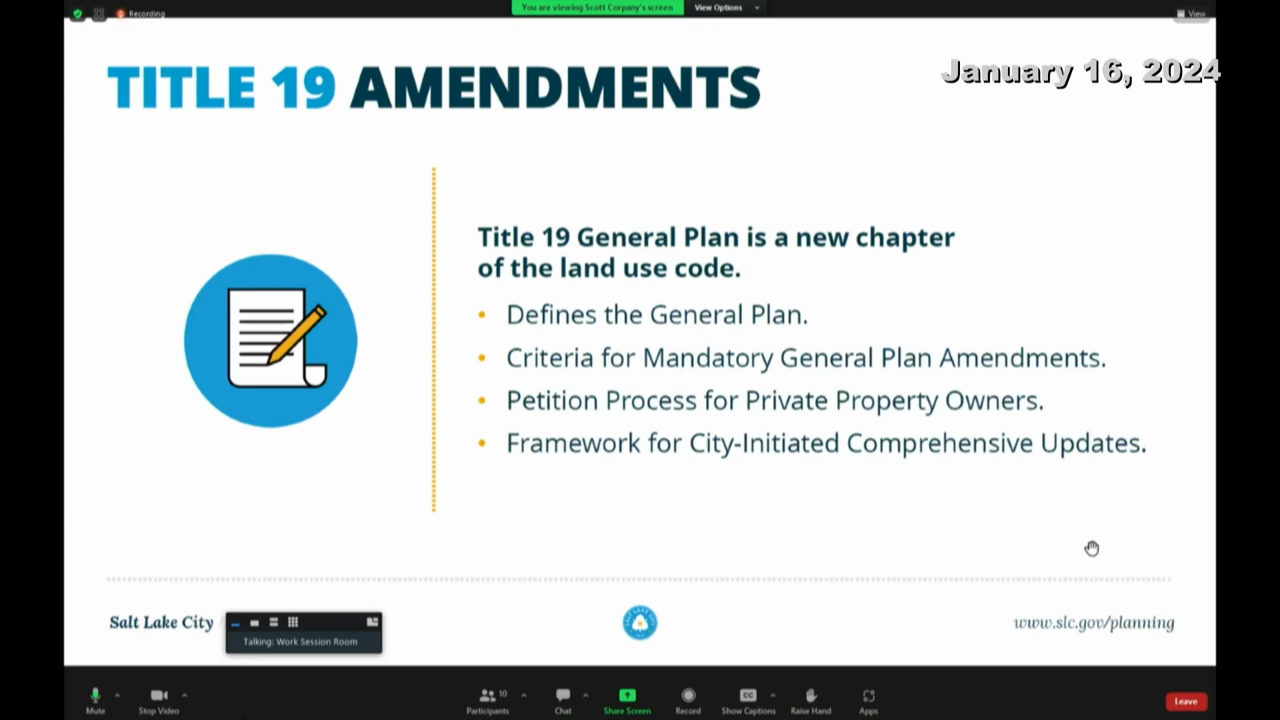 Recording
You are viewing Scott Corpany's screen
View Options
View
TITLE 19 AMENDMENTS
January 16, 2024
Title 19 General Plan is a new chapter
of the land use code.
• Defines the General Plan.
• Criteria for Mandatory General Plan Amendments.
• Petition Process for Private Property Owners.
• Framework for City-Initiated Comprehensive Updates.
Salt Lake City
Talking: Work Session Room
www.slc.gov/planning
Mute
Stop Video
Participants
10
Chat
Share Screen
Record
CC
Show Captions
Raise Hand
Apps
Leave